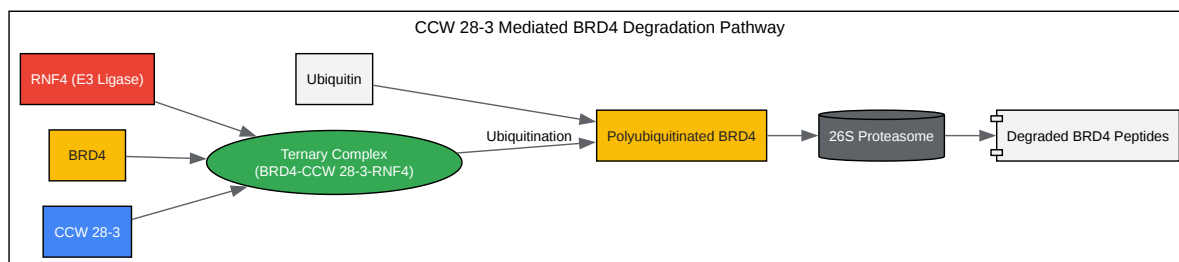 CCW 28-3 Mediated BRD4 Degradation Pathway
RNF4 (E3 Ligase)
Ubiquitin
BRD4
Ternary Complex
(BRD4-CCW 28-3-RNF4)
Ubiquitination
Polyubiquitinated BRD4
26S Proteasome
Degraded BRD4 Peptides
CCW 28-3